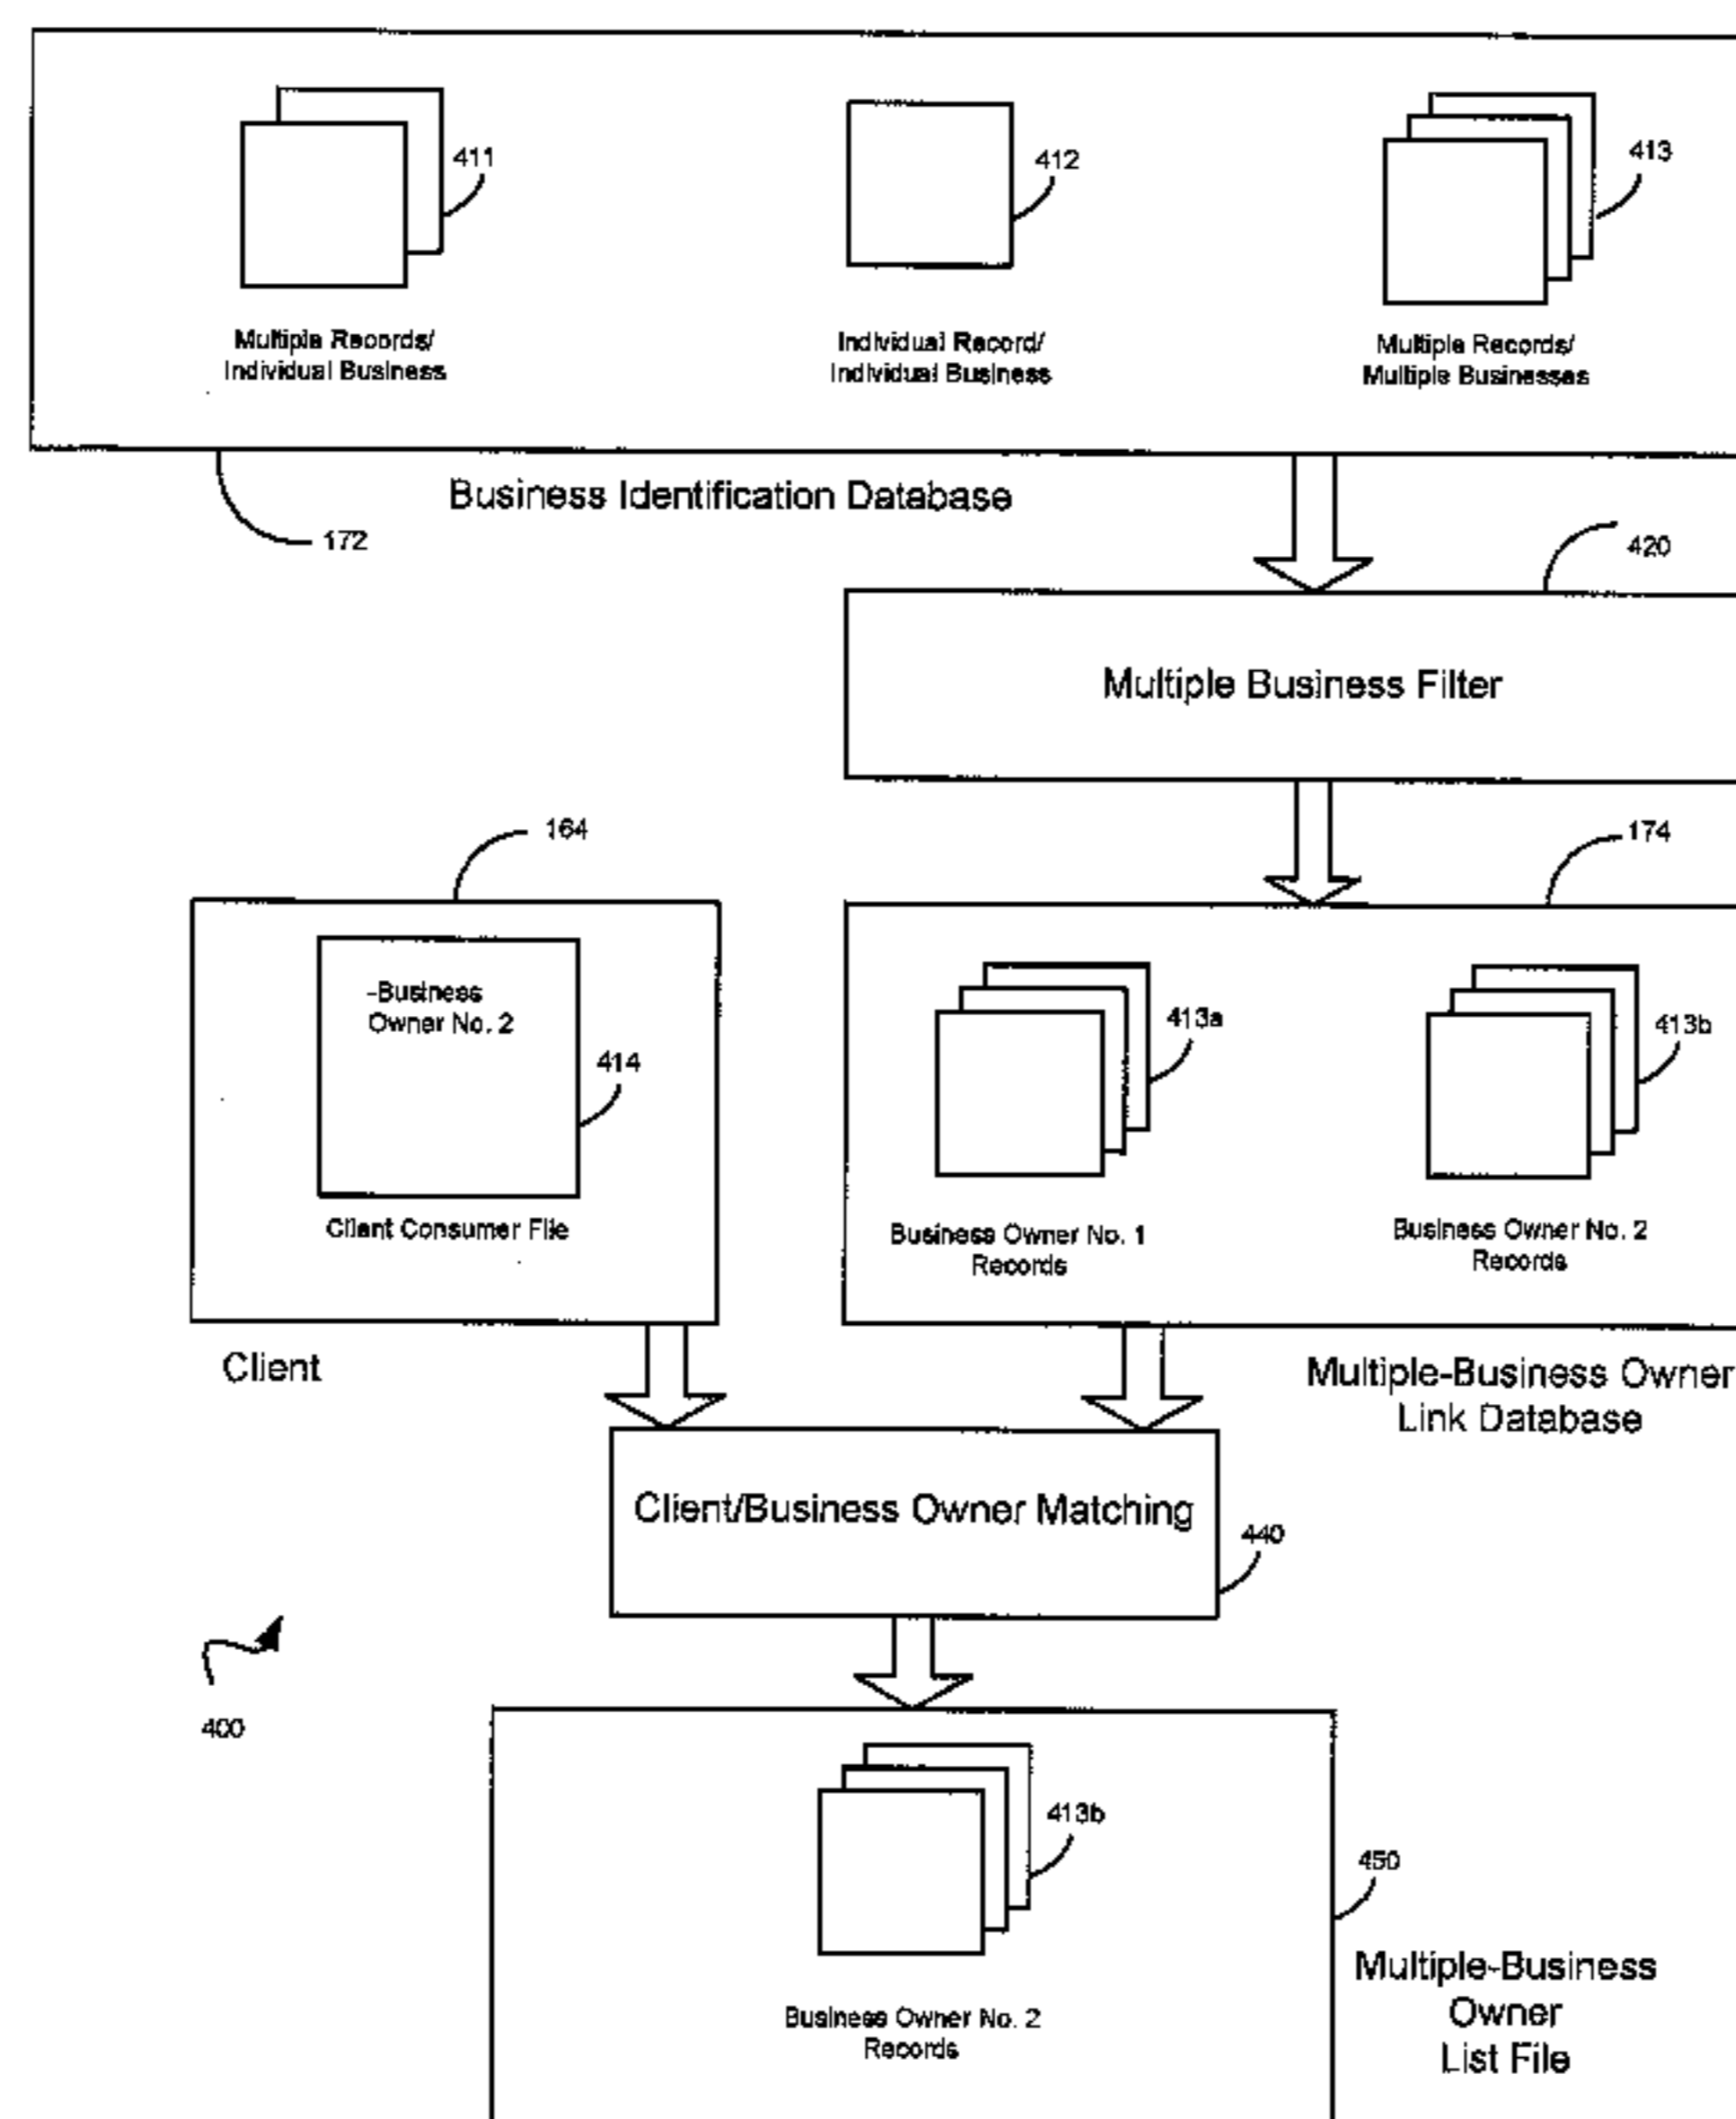 411
412
413
Multiple Records/
Individual Business
Individual Record/
Individual Business
Multiple Records/
Multiple Businesses
Business Identification Database
172
420
Multiple Business Filter
164
174
-Business
Owner No. 2
414
Client Consumer File
413a
413b
Business Owner No. 1
Records
Business Owner No. 2
Records
Client
Multiple-Business Owner
Link Database
Client/Business Owner Matching
440
400
413b
450
Business Owner No. 2
Records
Multiple-Business
Owner
List File